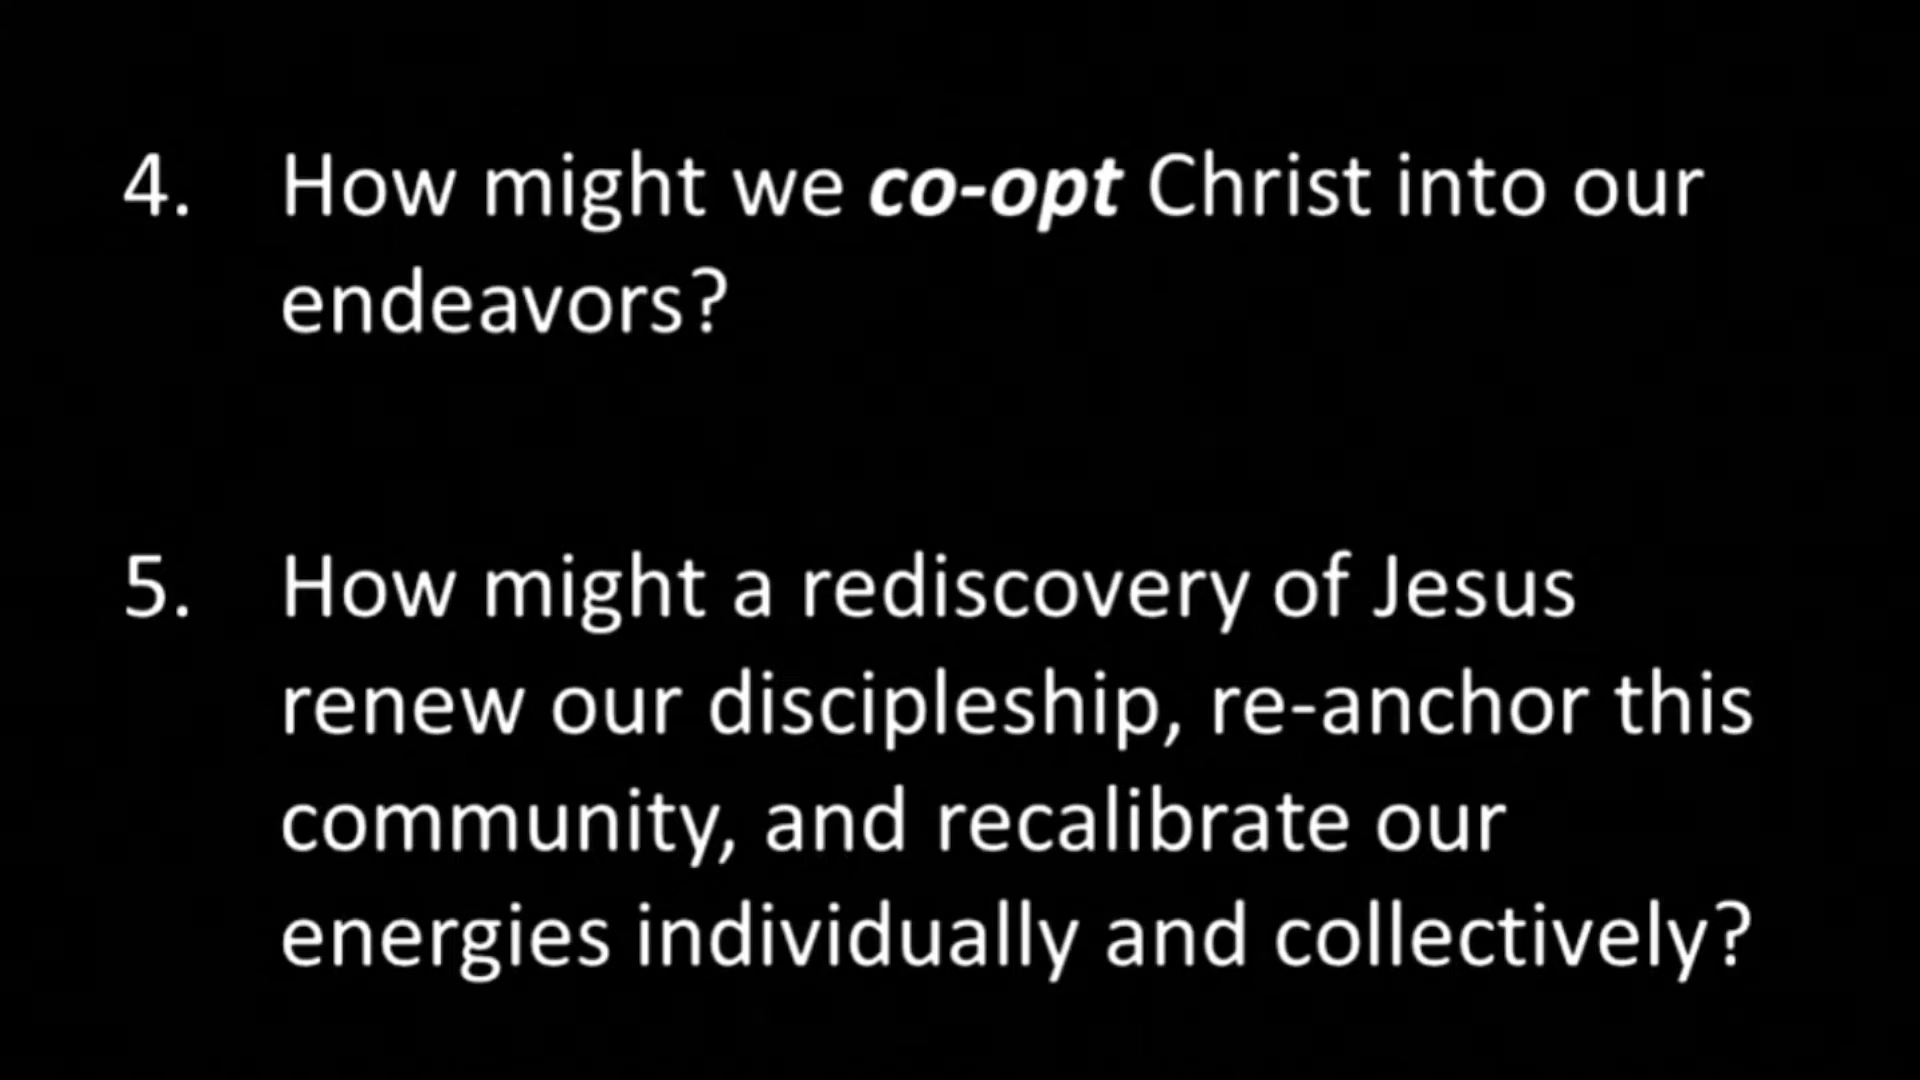 4. How might we co-opt Christ into our
endeavors?
5. How might a rediscovery of Jesus
renew our discipleship, re-anchor this
community, and recalibrate our
energies individually and collectively?